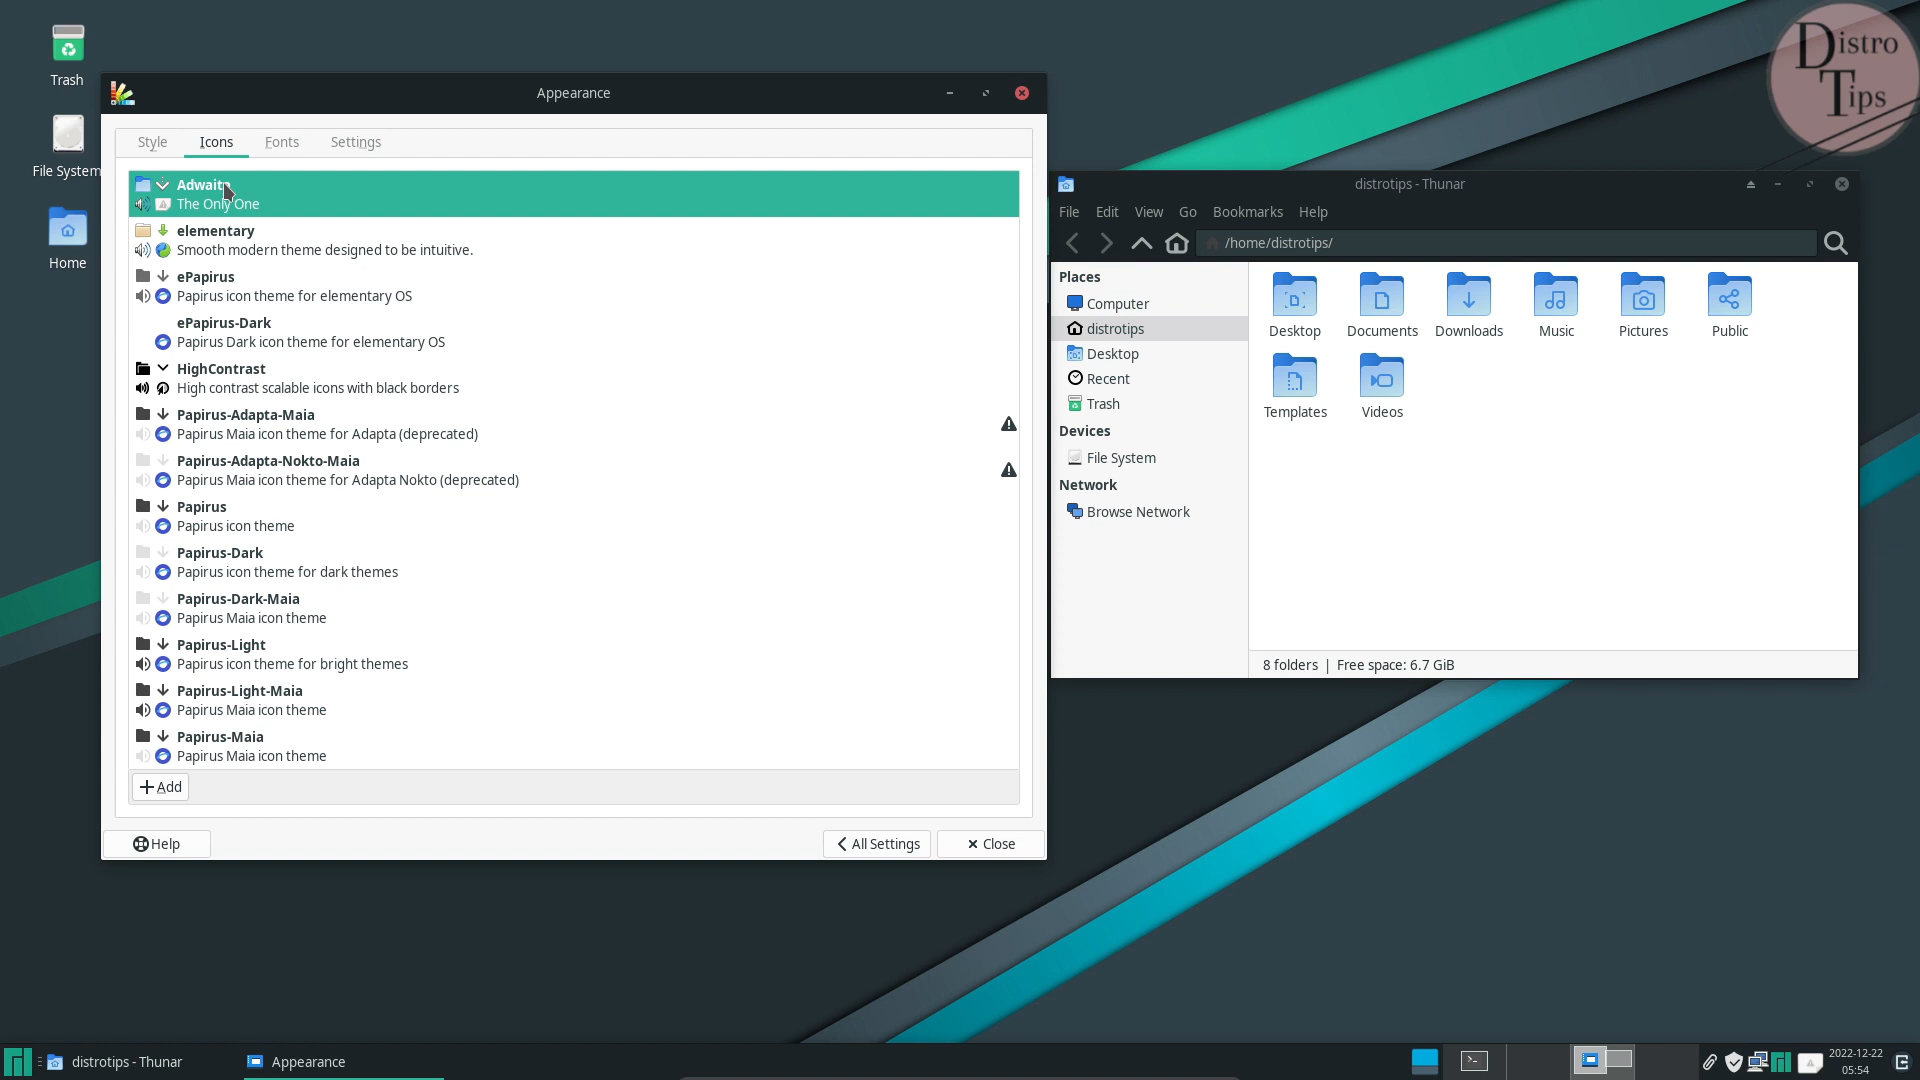 Trash
File System
Home
Distro
Tips
Appearance
Style
Icons
Fonts
Settings
Adwaita
The Only One
elementary
Smooth modern theme designed to be intuitive.
ePapirus
Papirus icon theme for elementary OS
ePapirus-Dark
Papirus Dark icon theme for elementary OS
HighContrast
High contrast scalable icons with black borders
Papirus-Adapta-Maia
Papirus Maia icon theme for Adapta (deprecated)
Papirus-Adapta-Nokto-Maia
Papirus Maia icon theme for Adapta Nokto (deprecated)
Papirus
Papirus icon theme
Papirus-Dark
Papirus icon theme for dark themes
Papirus-Dark-Maia
Papirus Maia icon theme
Papirus-Light
Papirus icon theme for bright themes
Papirus-Light-Maia
Papirus Maia icon theme
Papirus-Maia
Papirus Maia icon theme
Add
Help
All Settings
Close
distrotips - Thunar
File Edit View Go Bookmarks Help
/home/distrotips/
Places
Computer
distrotips
Desktop
Recent
Trash
Devices
File System
Network
Browse Network
Desktop
Documents
Downloads
Music
Pictures
Public
Templates
Videos
8 folders | Free space: 6.7 GiB
distrotips - Thunar
Appearance
2022-12-22
05:54